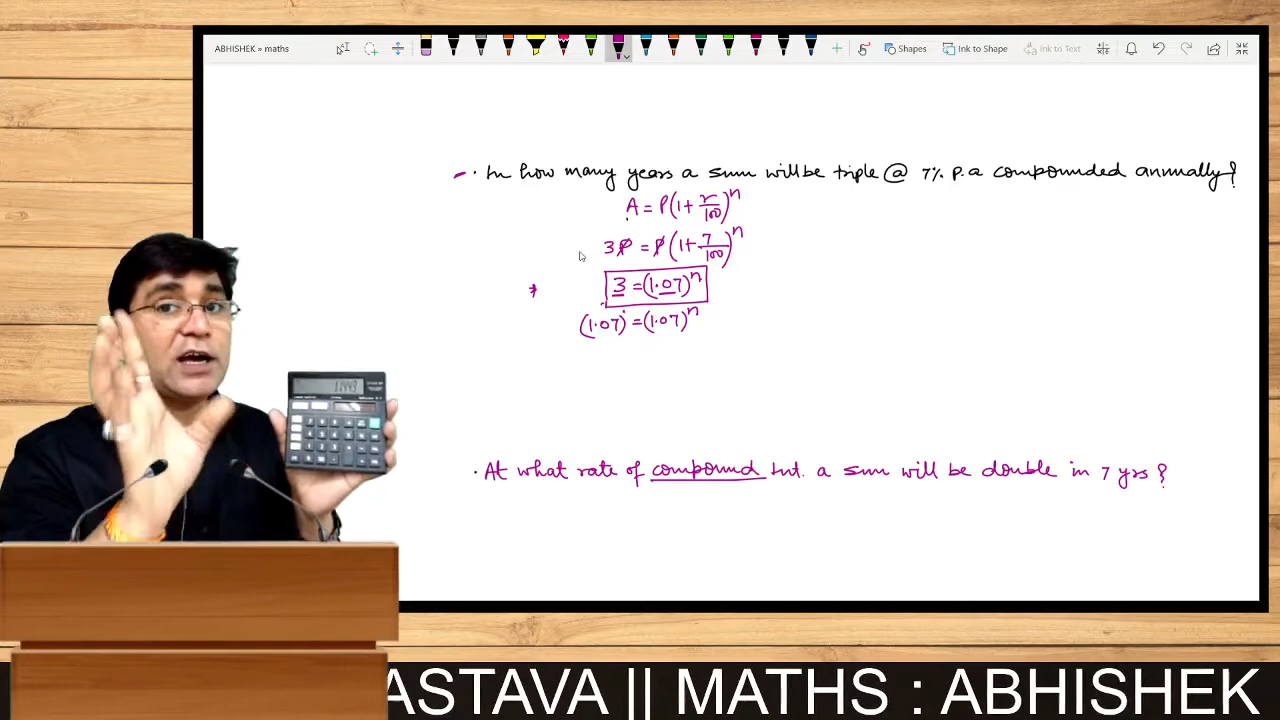 ABHISHEK » maths
Shapes
Ink to Shape
Ink to Text
· In how many years a sum will be triple @ 7% p.a compounded annually?
A = P(1+r/100)^n
3P = P(1+7/100)^n
3 = (1.07)^n
(1.07) = (1.07)^n
· At what rate of compound Int. a sum will be double in 7 yrs?
ASTAVA || MATHS : ABHISHEK